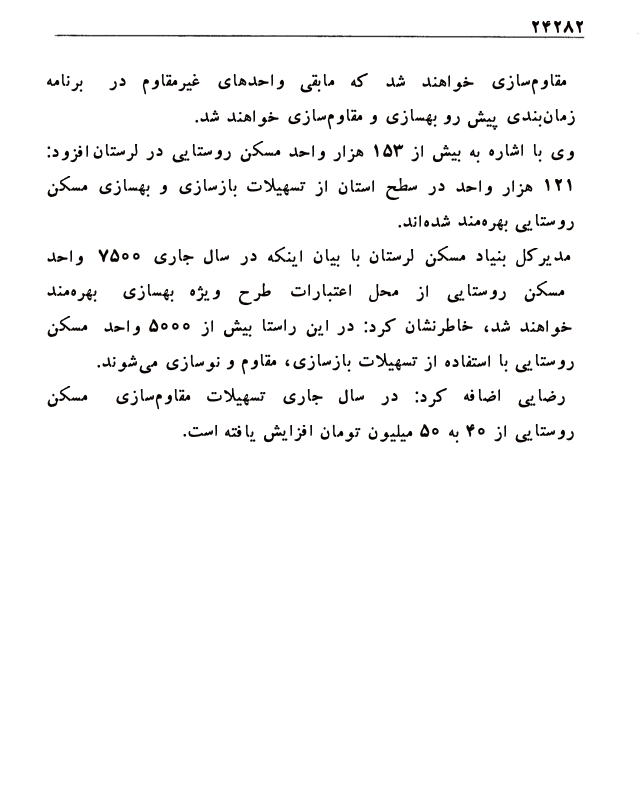 ۲۴۲۸۲
مقاوم‌سازی خواهند شد که مابقی واحدهای غیرمقاوم در برنامه
زمان‌بندی پیش رو بهسازی و مقاوم‌سازی خواهند شد.
وی با اشاره به بیش از ۱۵۳ هزار واحد مسکن روستایی در لرستان افزود:
۱۲۱ هزار واحد در سطح استان از تسهیلات بازسازی و بهسازی مسکن
روستایی بهره‌مند شده‌اند.
مدیرکل بنیاد مسکن لرستان با بیان اینکه در سال جاری ۷۵۰۰ واحد
مسکن روستایی از محل اعتبارات طرح ویژه بهسازی بهره‌مند
خواهند شد، خاطرنشان کرد: در این راستا بیش از ۵۰۰۰ واحد مسکن
روستایی با استفاده از تسهیلات بازسازی، مقاوم و نوسازی می‌شوند.
رضایی اضافه کرد: در سال جاری تسهیلات مقاوم‌سازی مسکن
روستایی از ۴۰ به ۵۰ میلیون تومان افزایش یافته است.